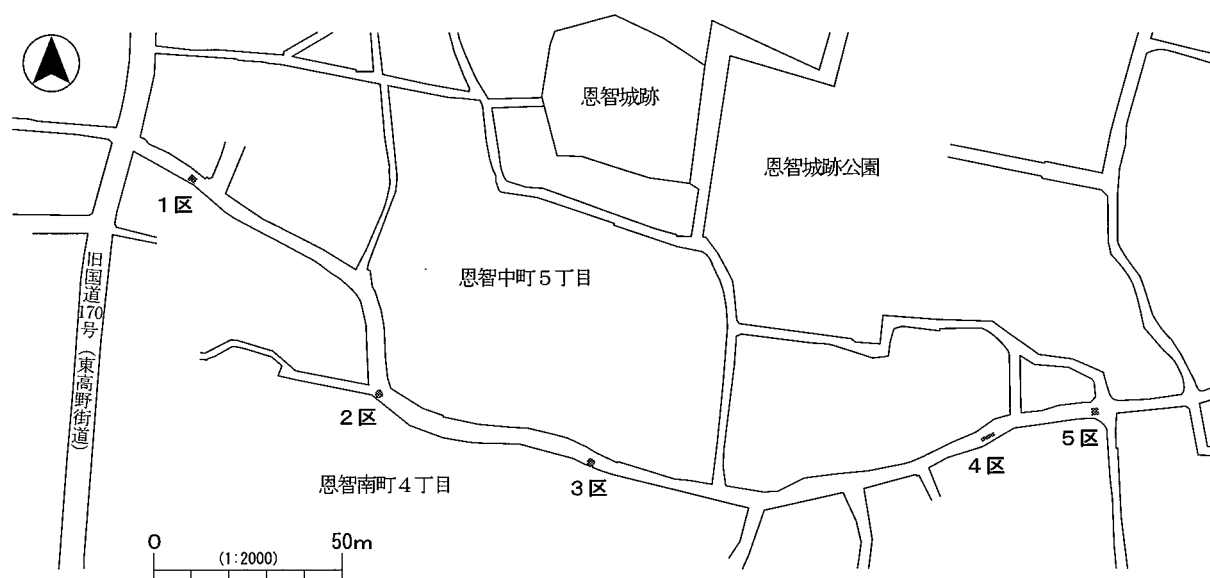 恩智城跡
恩智城跡公園
1区
恩智中町5丁目
旧国道170号（東高野街道）
2区
恩智南町4丁目
3区
4区
5区
0 50m
(1:2000)